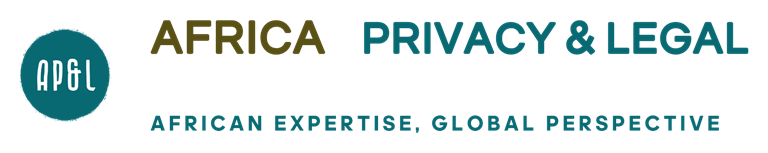 AFRICA PRIVACY & LEGAL
AP&L
AFRICAN EXPERTISE, GLOBAL PERSPECTIVE